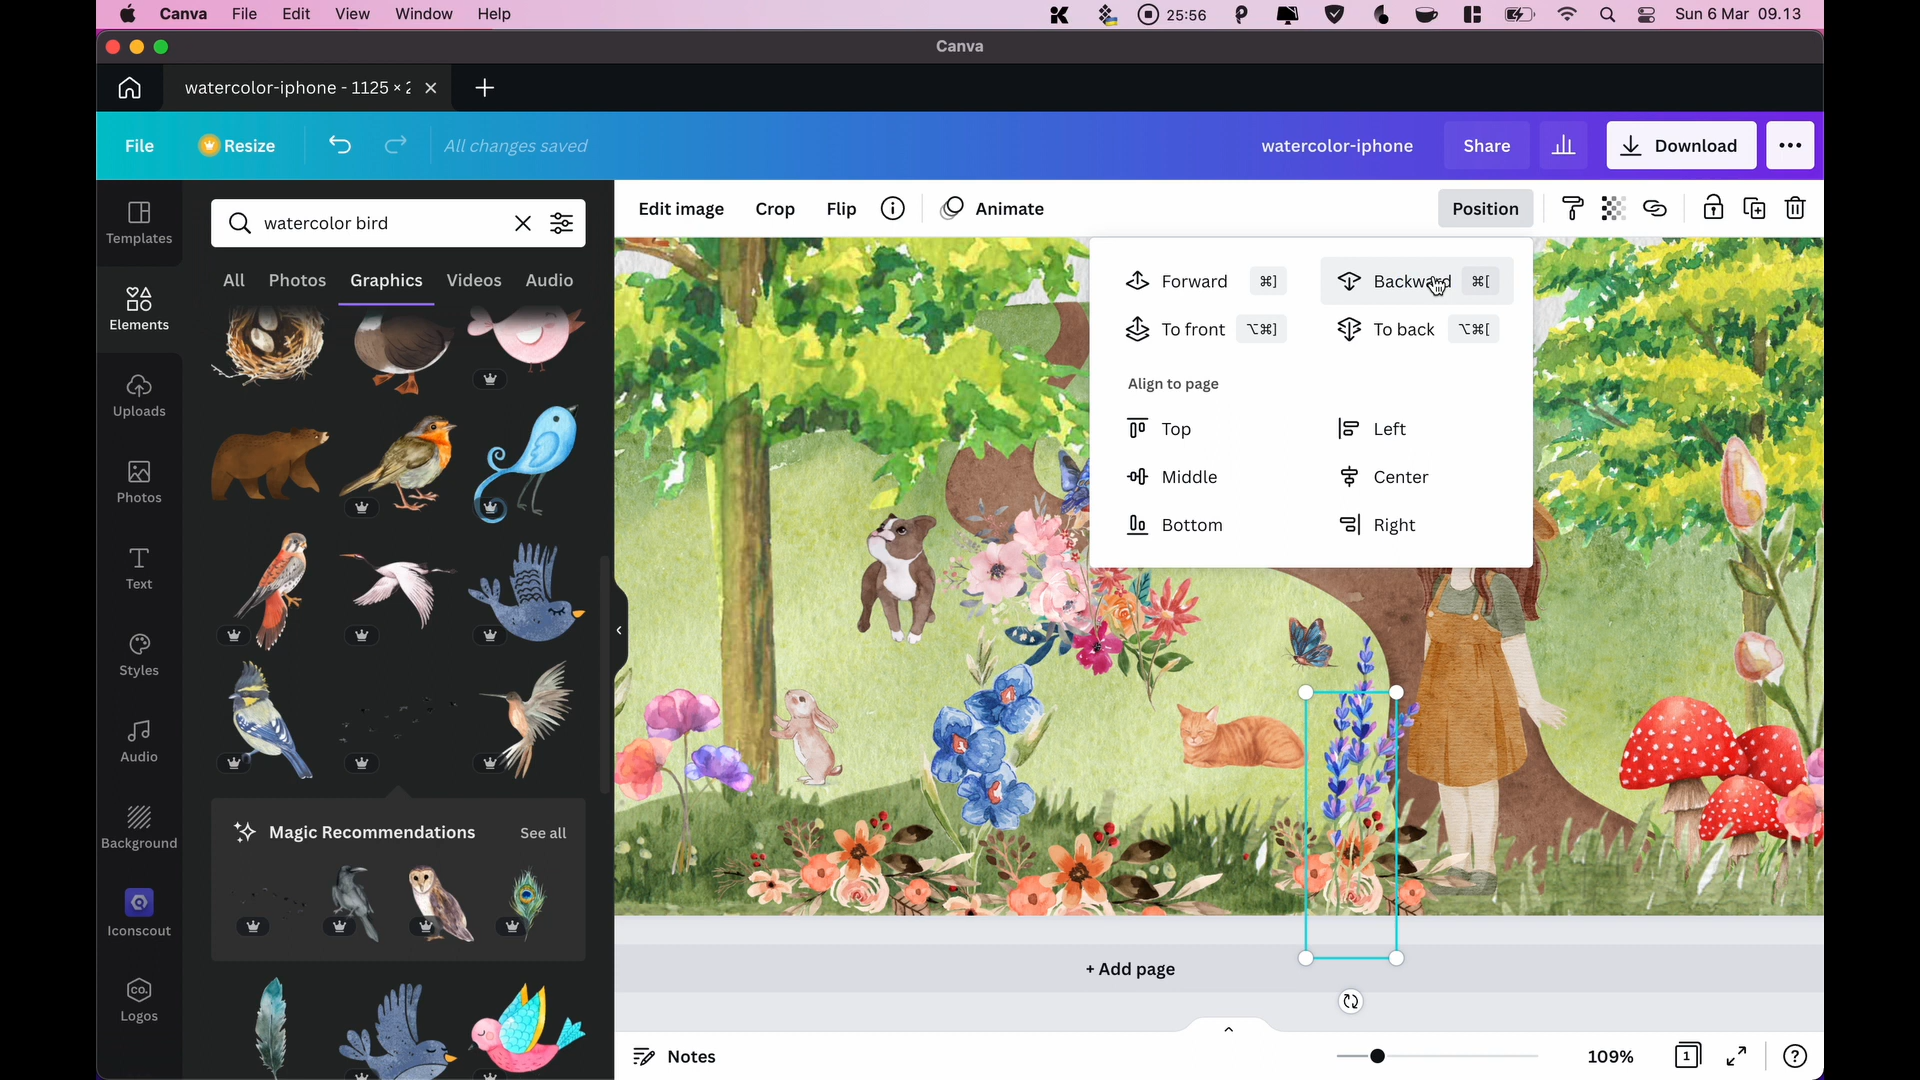 Canva File Edit View Window Help 25:56 Sun 6 Mar 09.13
Canva
watercolor-iphone - 1125 ×
File Resize All changes saved watercolor-iphone Share Download
Templates
Elements
Uploads
Photos
Text
Styles
Audio
Background
Iconscout
CO.
Logos
watercolor bird
All Photos Graphics Videos Audio
Magic Recommendations See all
Edit image Crop Flip Animate Position
Forward ⌘] Backward ⌘[
To front ⌥⌘] To back ⌥⌘[
Align to page
Top Left
Middle Center
Bottom Right
+ Add page
Notes 109% 1 ?